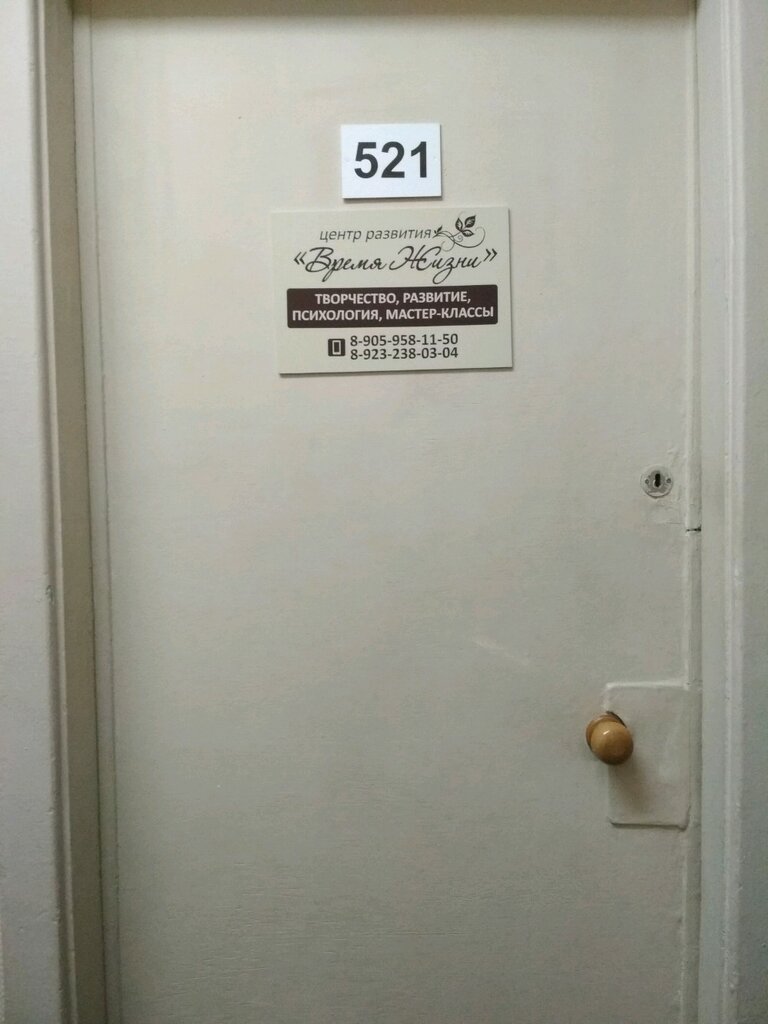 521
центр развития
«Время Жизни»
ТВОРЧЕСТВО, РАЗВИТИЕ,
ПСИХОЛОГИЯ, МАСТЕР-КЛАССЫ
8-905-958-11-50
8-923-238-03-04